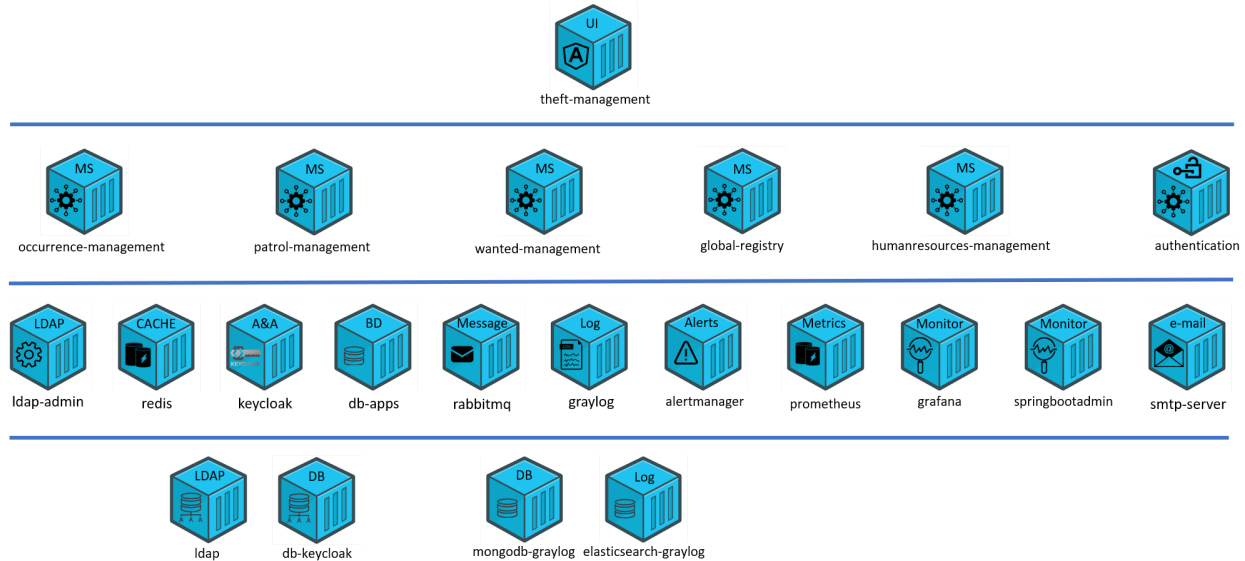 UI
A
theft-management
MS
MS
MS
MS
MS
occurrence-management
patrol-management
wanted-management
global-registry
humanresources-management
authentication
LDAP
CACHE
A&A
BD
Message
Log
Alerts
Metrics
Monitor
Monitor
e-mail
@
ldap-admin
redis
keycloak
db-apps
rabbitmq
graylog
alertmanager
prometheus
grafana
springbootadmin
smtp-server
LDAP
DB
DB
Log
ldap
db-keycloak
mongodb-graylog
elasticsearch-graylog